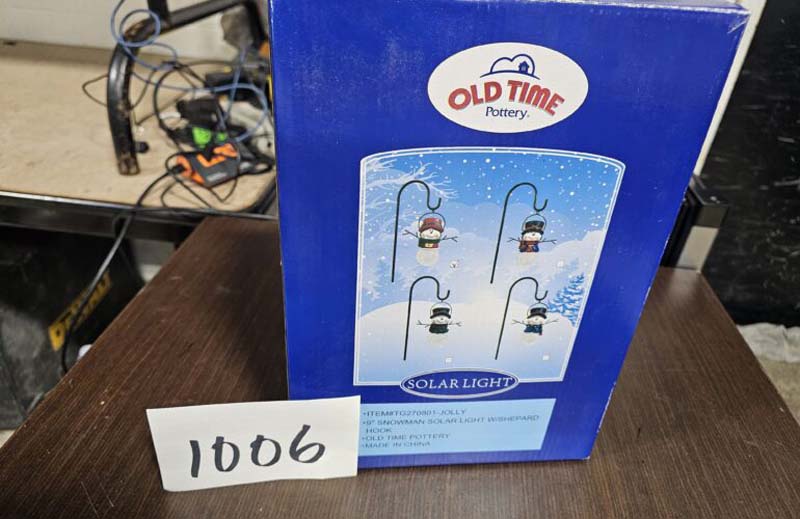 OLD TIME
Pottery®
SOLAR LIGHT
•ITEM#TG270801-JOLLY
•9" SNOWMAN SOLAR LIGHT W/SHEPARD
HOOK
•OLD TIME POTTERY
•MADE IN CHINA
1006